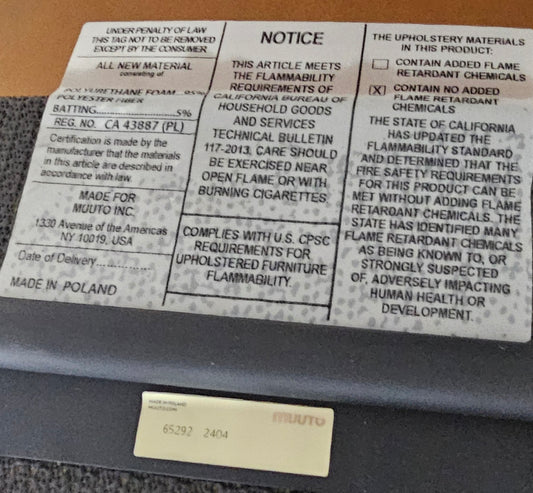 UNDER PENALTY OF LAW
THIS TAG NOT TO BE REMOVED
EXCEPT BY THE CONSUMER
ALL NEW MATERIAL
consisting of
POLYURETHANE FOAM 95%
POLYESTER FIBER
BATTING..............5%
REG. NO. CA 43887 (PL)
Certification is made by the
manufacturer that the materials
in this article are described in
accordance with law.
MADE FOR
MUUTO INC.
1330 Avenue of the Americas
NY 10019, USA
Date of Delivery..............
MADE IN POLAND
NOTICE
THIS ARTICLE MEETS
THE FLAMMABILITY
REQUIREMENTS OF
CALIFORNIA BUREAU OF
HOUSEHOLD GOODS
AND SERVICES
TECHNICAL BULLETIN
117-2013. CARE SHOULD
BE EXERCISED NEAR
OPEN FLAME OR WITH
BURNING CIGARETTES.
COMPLIES WITH U.S. CPSC
REQUIREMENTS FOR
UPHOLSTERED FURNITURE
FLAMMABILITY.
THE UPHOLSTERY MATERIALS
IN THIS PRODUCT:
CONTAIN ADDED FLAME
RETARDANT CHEMICALS
X CONTAIN NO ADDED
FLAME RETARDANT
CHEMICALS
THE STATE OF CALIFORNIA
HAS UPDATED THE
FLAMMABILITY STANDARD
AND DETERMINED THAT THE
FIRE SAFETY REQUIREMENTS
FOR THIS PRODUCT CAN BE
MET WITHOUT ADDING FLAME
RETARDANT CHEMICALS. THE
STATE HAS IDENTIFIED MANY
FLAME RETARDANT CHEMICALS
AS BEING KNOWN TO, OR
STRONGLY SUSPECTED
OF, ADVERSELY IMPACTING
HUMAN HEALTH OR
DEVELOPMENT.
MADE IN POLAND
MUUTO.COM
muuto
65292 2404